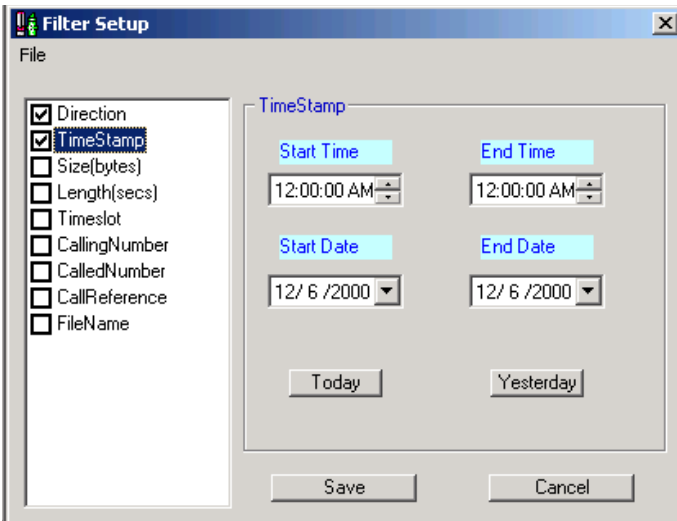 Filter Setup
File
Direction
TimeStamp
Size(bytes)
Length(secs)
Timeslot
CallingNumber
CalledNumber
CallReference
FileName
TimeStamp
Start Time
End Time
12:00:00 AM
12:00:00 AM
Start Date
End Date
12/ 6 /2000
12/ 6 /2000
Today
Yesterday
Save
Cancel